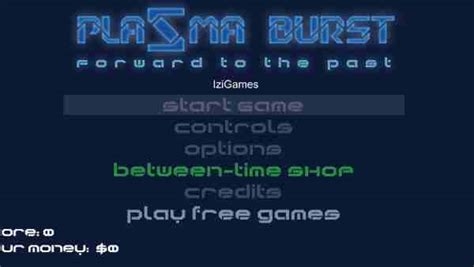 PLASMA BURST
forward to the past
IziGames
start game
controls
options
between-time shop
credits
play free games
ore: 0
ur money: $0